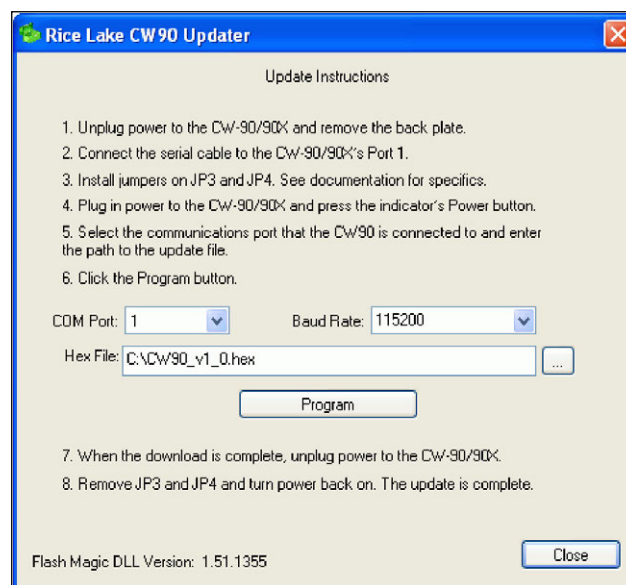 Rice Lake CW90 Updater
Update Instructions
1. Unplug power to the CW-90/90X and remove the back plate.
2. Connect the serial cable to the CW-90/90X's Port 1.
3. Install jumpers on JP3 and JP4. See documentation for specifics.
4. Plug in power to the CW-90/90X and press the indicator's Power button.
5. Select the communications port that the CW90 is connected to and enter
the path to the update file.
6. Click the Program button.
COM Port: 1 Baud Rate: 115200
Hex File: C:\CW90_v1_0.hex ...
Program
7. When the download is complete, unplug power to the CW-90/90X.
8. Remove JP3 and JP4 and turn power back on. The update is complete.
Flash Magic DLL Version: 1.51.1355 Close